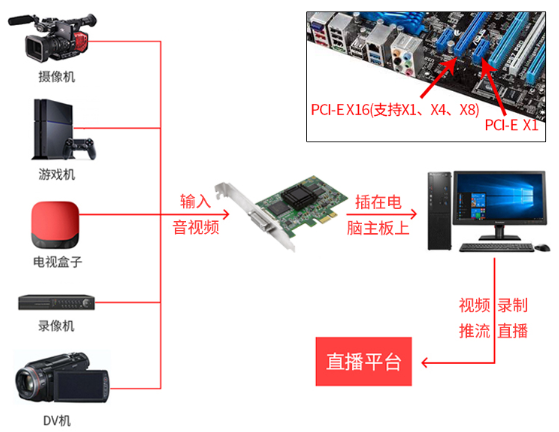 摄像机
PCI-E X16(支持X1、X4、X8)
PCI-E X1
游戏机
输入
音视频
插在电
脑主板上
电视盒子
录像机
视频 录制
推流 直播
直播平台
DV机